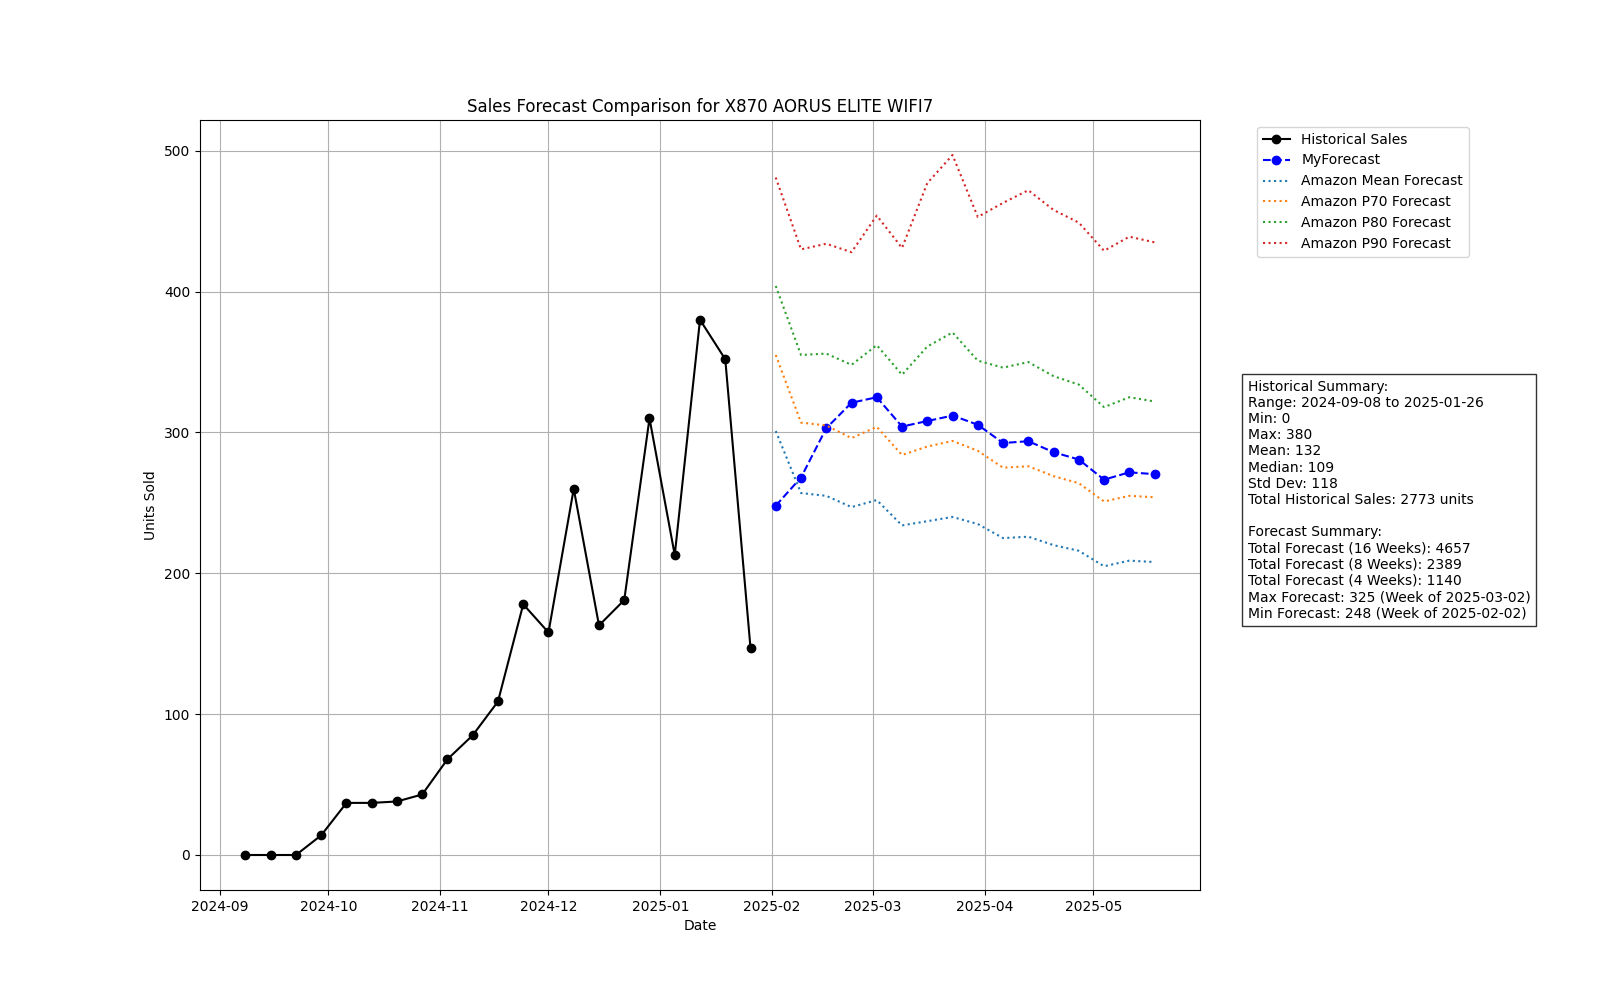 Sales Forecast Comparison for X870 AORUS ELITE WIFI7
Historical Sales
MyForecast
Amazon Mean Forecast
Amazon P70 Forecast
Amazon P80 Forecast
Amazon P90 Forecast
500
400
300
200
100
0
Units Sold
Historical Summary:
Range: 2024-09-08 to 2025-01-26
Min: 0
Max: 380
Mean: 132
Median: 109
Std Dev: 118
Total Historical Sales: 2773 units
Forecast Summary:
Total Forecast (16 Weeks): 4657
Total Forecast (8 Weeks): 2389
Total Forecast (4 Weeks): 1140
Max Forecast: 325 (Week of 2025-03-02)
Min Forecast: 248 (Week of 2025-02-02)
2024-09 2024-10 2024-11 2024-12 2025-01 2025-02 2025-03 2025-04 2025-05
Date